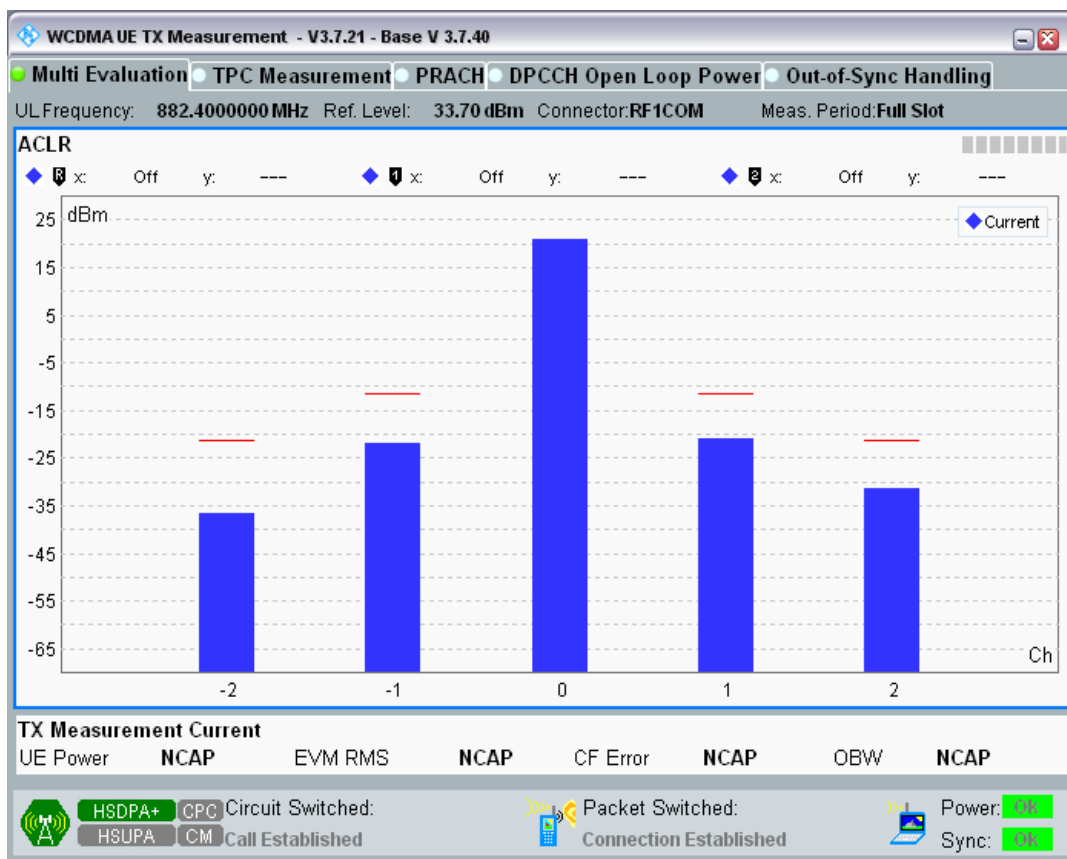 WCDMA UE TX Measurement - V3.7.21 - Base V 3.7.40
Multi Evaluation TPC Measurement PRACH DPCCH Open Loop Power Out-of-Sync Handling
UL Frequency: 882.4000000 MHz Ref. Level: 33.70 dBm Connector:RF1COM Meas. Period:Full Slot
ACLR
R x: Off y: --- 1 x: Off y: --- 2 x: Off y: ---
dBm
Current
25
15
5
-5
-15
-25
-35
-45
-55
-65
Ch
-2 -1 0 1 2
TX Measurement Current
UE Power NCAP EVM RMS NCAP CF Error NCAP OBW NCAP
HSDPA+ CPC Circuit Switched: Packet Switched: Power: Ok
HSUPA CM Call Established Connection Established Sync: Ok